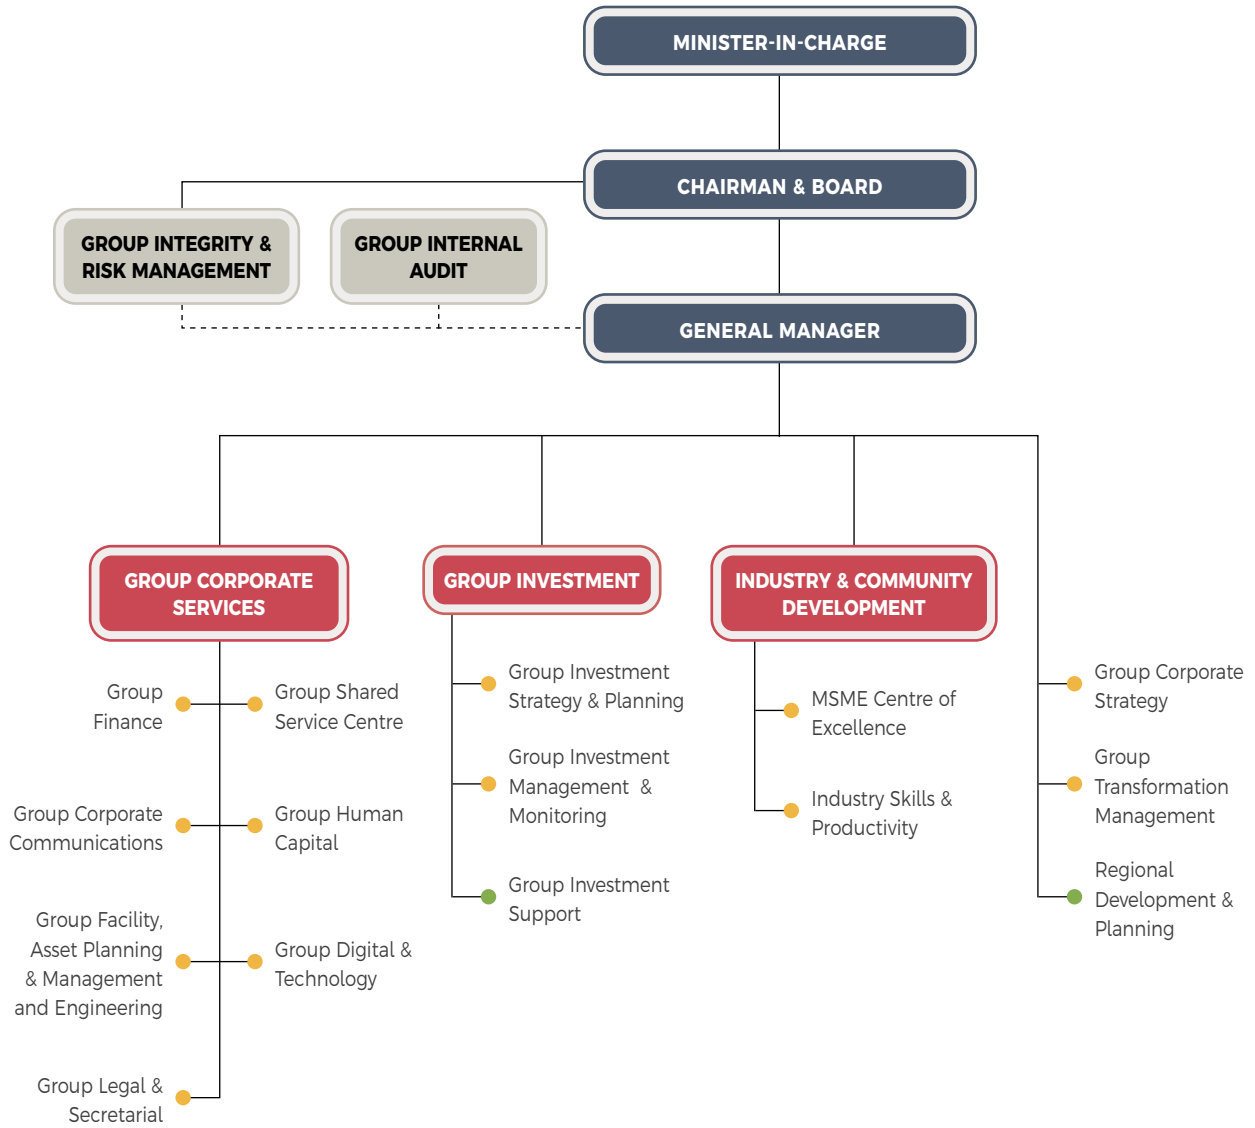 MINISTER-IN-CHARGE
CHAIRMAN & BOARD
GROUP INTEGRITY &
RISK MANAGEMENT
GROUP INTERNAL
AUDIT
GENERAL MANAGER
GROUP CORPORATE
SERVICES
Group
Finance
Group Shared
Service Centre
Group Corporate
Communications
Group Human
Capital
Group Facility,
Asset Planning
& Management
and Engineering
Group Digital &
Technology
Group Legal &
Secretarial
GROUP INVESTMENT
Group Investment
Strategy & Planning
Group Investment
Management &
Monitoring
Group Investment
Support
INDUSTRY & COMMUNITY
DEVELOPMENT
MSME Centre of
Excellence
Industry Skills &
Productivity
Group Corporate
Strategy
Group
Transformation
Management
Regional
Development &
Planning